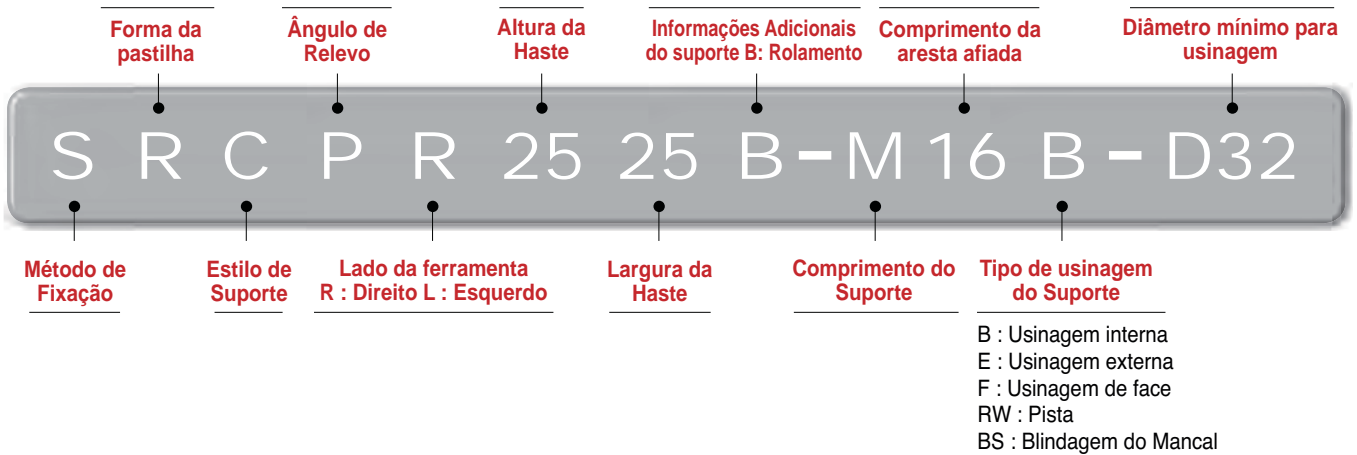 Forma da
pastilha
Ângulo de
Relevo
Altura da
Haste
Informações Adicionais
do suporte B: Rolamento
Comprimento da
aresta afiada
Diâmetro mínimo para
usinagem
S R C P R 25 25 B - M 16 B - D32
Método de
Fixação
Estilo de
Suporte
Lado da ferramenta
R : Direito L : Esquerdo
Largura da
Haste
Comprimento do
Suporte
Tipo de usinagem
do Suporte
B : Usinagem interna
E : Usinagem externa
F : Usinagem de face
RW : Pista
BS : Blindagem do Mancal